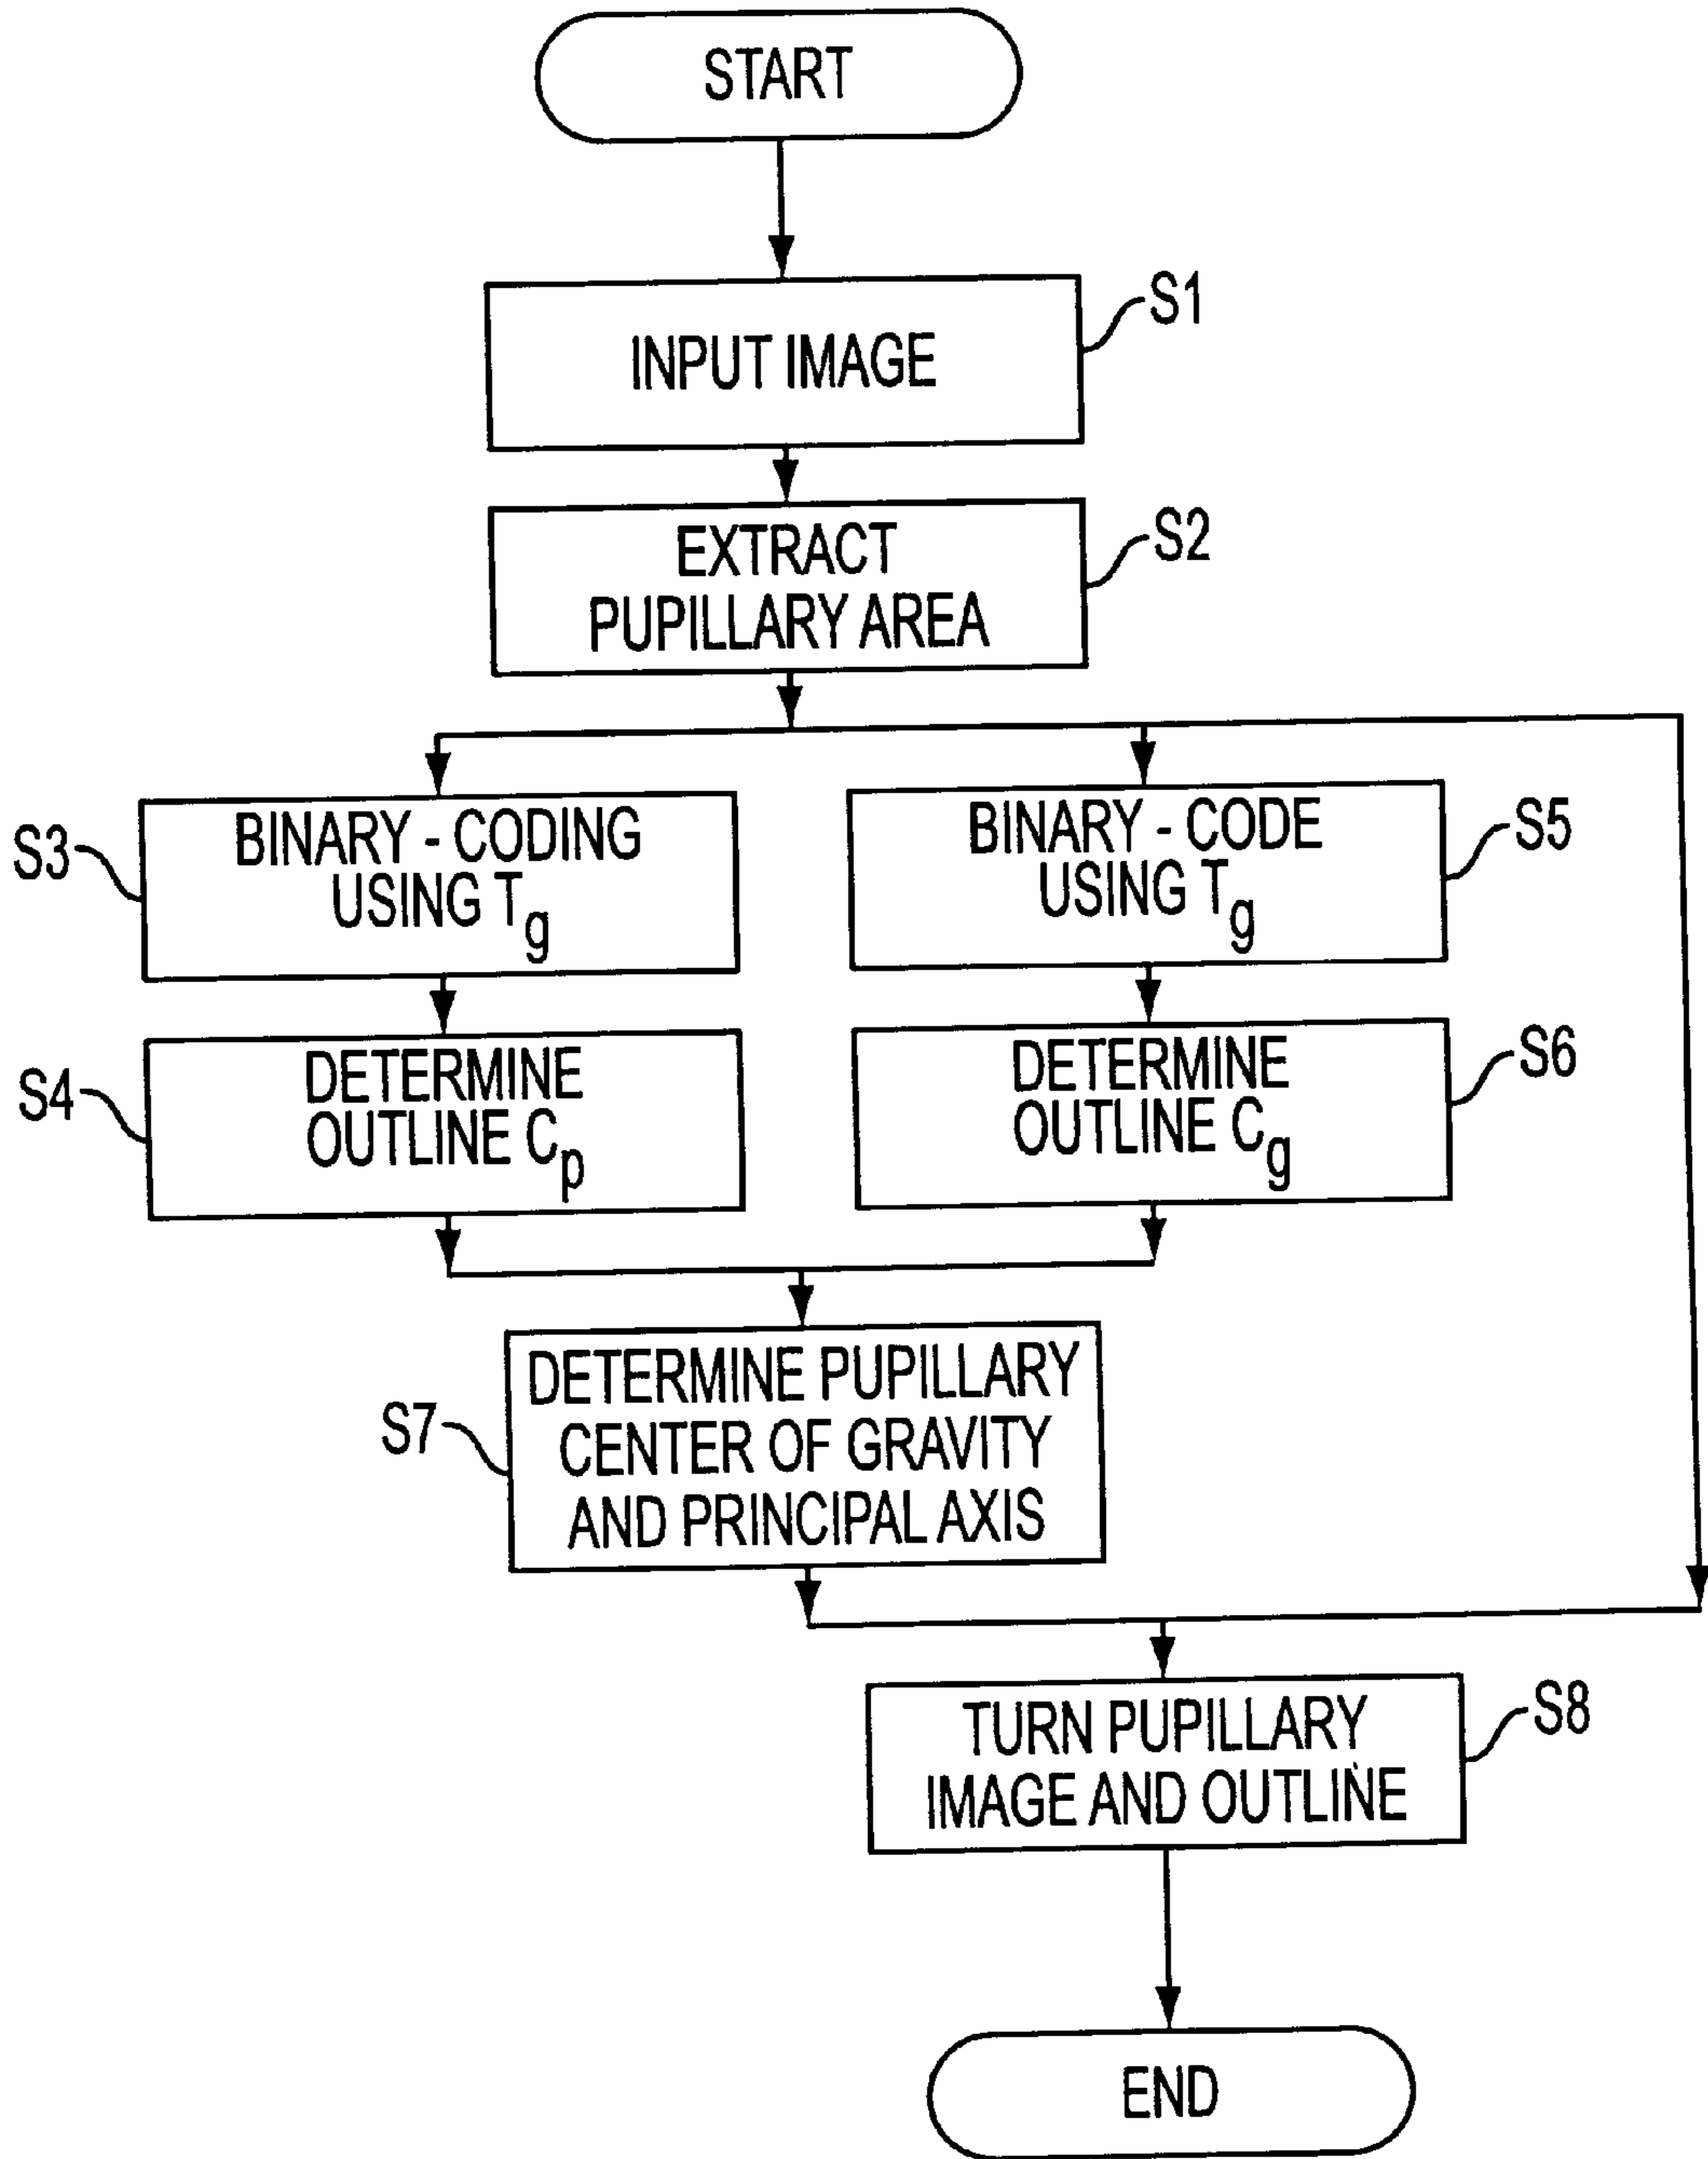 START
INPUT IMAGE
S1
EXTRACT
PUPILLARY AREA
S2
S3
BINARY - CODING
USING Tg
BINARY - CODE
USING Tg
S5
S4
DETERMINE
OUTLINE Cp
DETERMINE
OUTLINE Cg
S6
S7
DETERMINE PUPILLARY
CENTER OF GRAVITY
AND PRINCIPAL AXIS
TURN PUPILLARY
IMAGE AND OUTLINE
S8
END